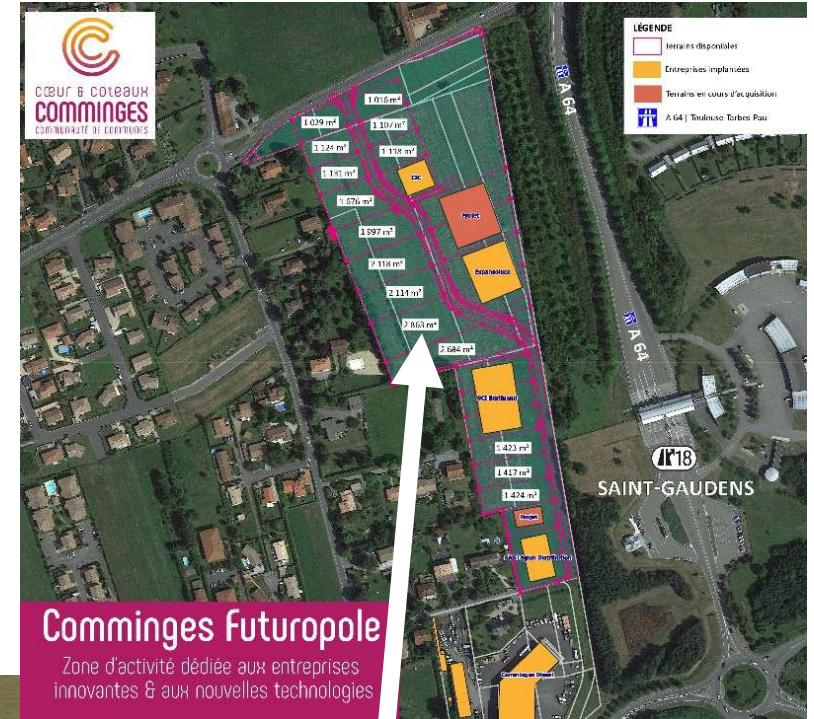 CŒUR & COTEAUX
COMMINGES
COMMUNAUTÉ DE COMMUNES
LÉGENDE
Terrains disponibles
Entreprises implantées
Terrains en cours d'acquisition
A 64 | Toulouse Tarbes Pau
A 64
1 016 m²
1 029 m²
1 107 m²
1 124 m²
1 118 m²
1 131 m²
1 676 m²
Projet
1 997 m²
2 118 m²
2 114 m²
2 863 m²
A 64
2 684 m²
1 423 m²
18
1 417 m²
SAINT-GAUDENS
1 424 m²
Projet
Distribution
Comminges Futuropole
Zone d'activité dédiée aux entreprises
innovantes & aux nouvelles technologies